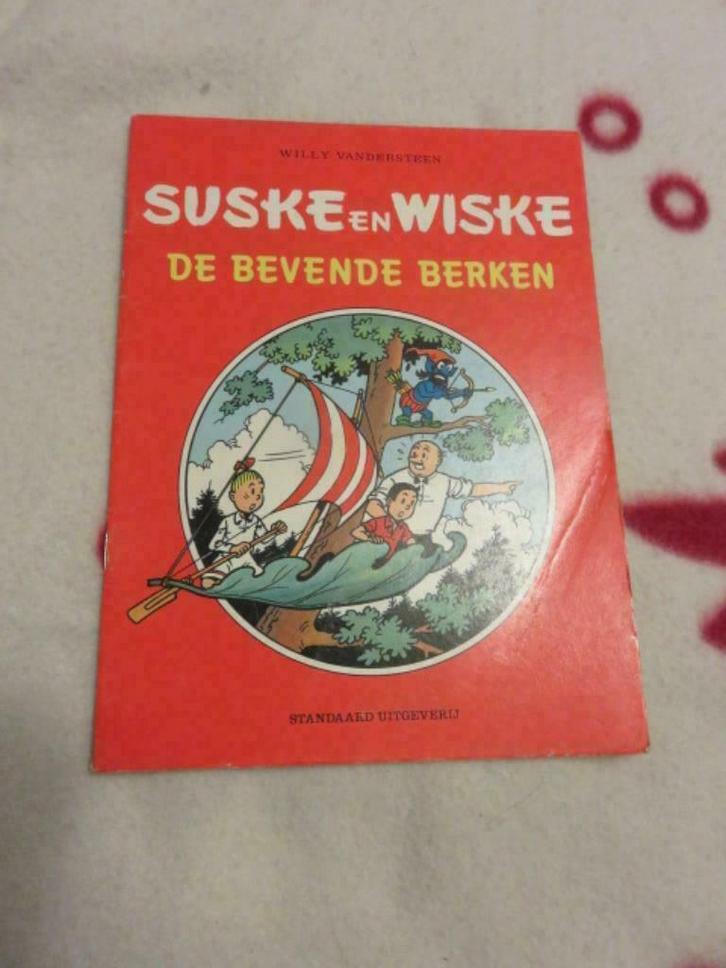 WILLY VANDERSTEEN
SUSKE EN WISKE
DE BEVENDE BERKEN
STANDAARD UITGEVERIJ